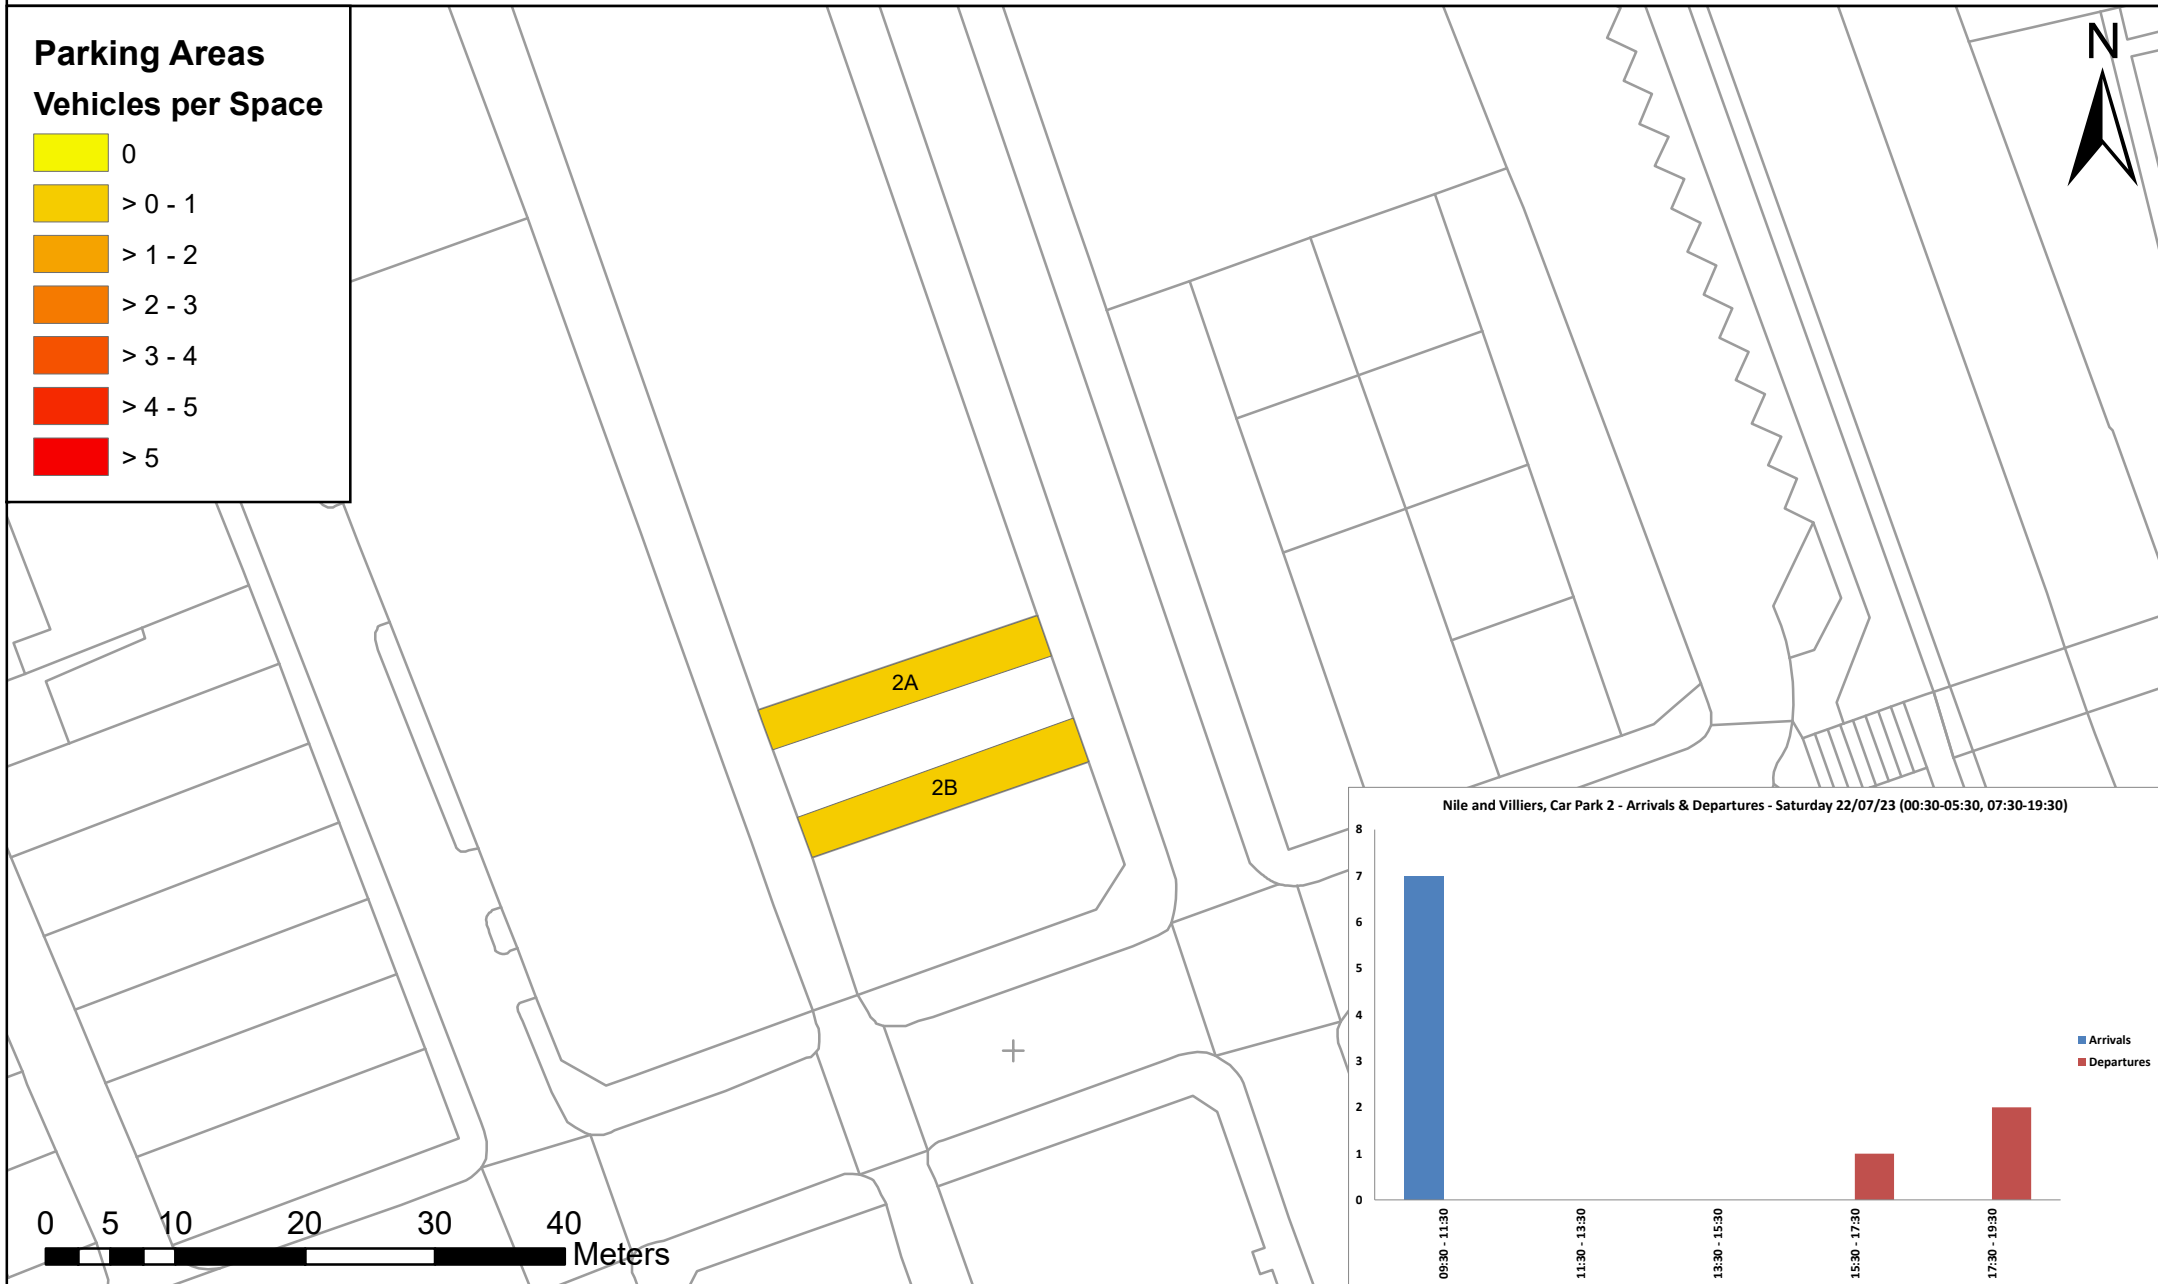 Parking Areas
Vehicles per Space
0
> 0 - 1
> 1 - 2
> 2 - 3
> 3 - 4
> 4 - 5
> 5
N
2A
2B
Nile and Villiers, Car Park 2 - Arrivals & Departures - Saturday 22/07/23 (00:30-05:30, 07:30-19:30)
8
7
6
5
4
3
2
1
0
Arrivals
Departures
09:30 - 11:30
11:30 - 13:30
13:30 - 15:30
15:30 - 17:30
17:30 - 19:30
0 5 10 20 30 40
Meters